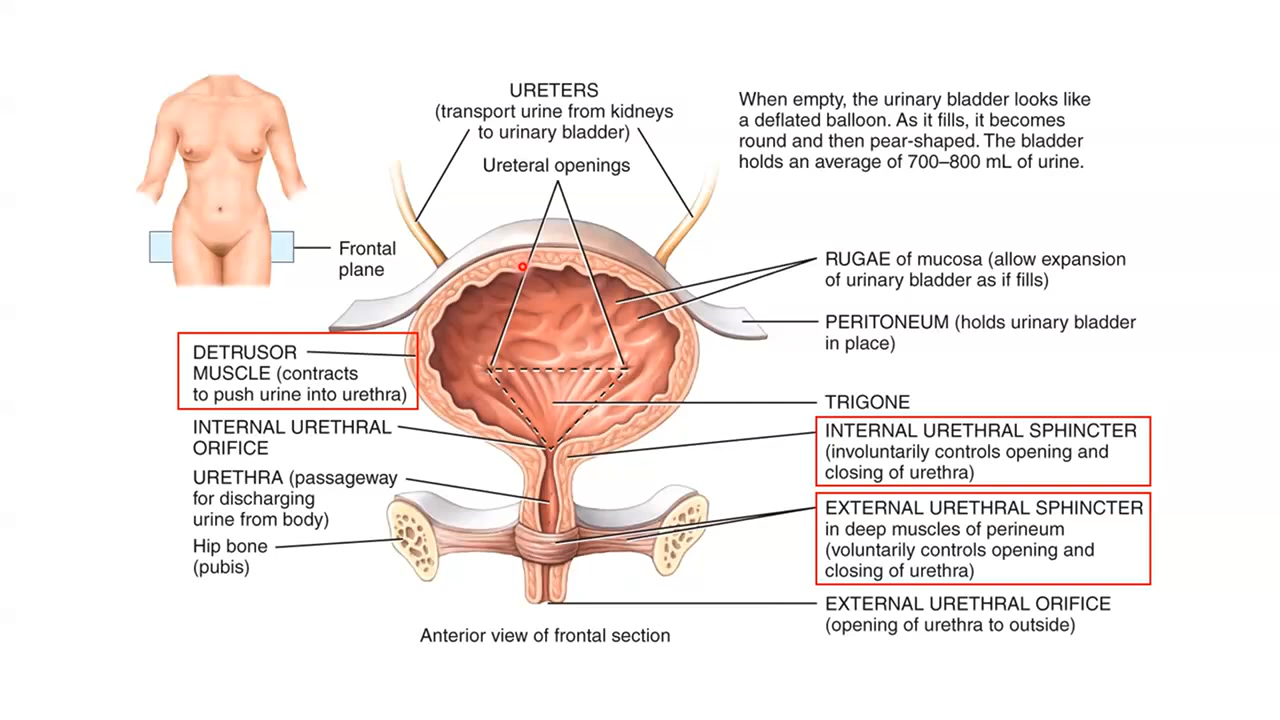 URETERS
(transport urine from kidneys
to urinary bladder)
Ureteral openings
When empty, the urinary bladder looks like
a deflated balloon. As it fills, it becomes
round and then pear-shaped. The bladder
holds an average of 700–800 mL of urine.
Frontal
plane
RUGAE of mucosa (allow expansion
of urinary bladder as if fills)
PERITONEUM (holds urinary bladder
in place)
DETRUSOR
MUSCLE (contracts
to push urine into urethra)
TRIGONE
INTERNAL URETHRAL
ORIFICE
INTERNAL URETHRAL SPHINCTER
(involuntarily controls opening and
closing of urethra)
URETHRA (passageway
for discharging
urine from body)
EXTERNAL URETHRAL SPHINCTER
in deep muscles of perineum
(voluntarily controls opening and
closing of urethra)
Hip bone
(pubis)
EXTERNAL URETHRAL ORIFICE
(opening of urethra to outside)
Anterior view of frontal section